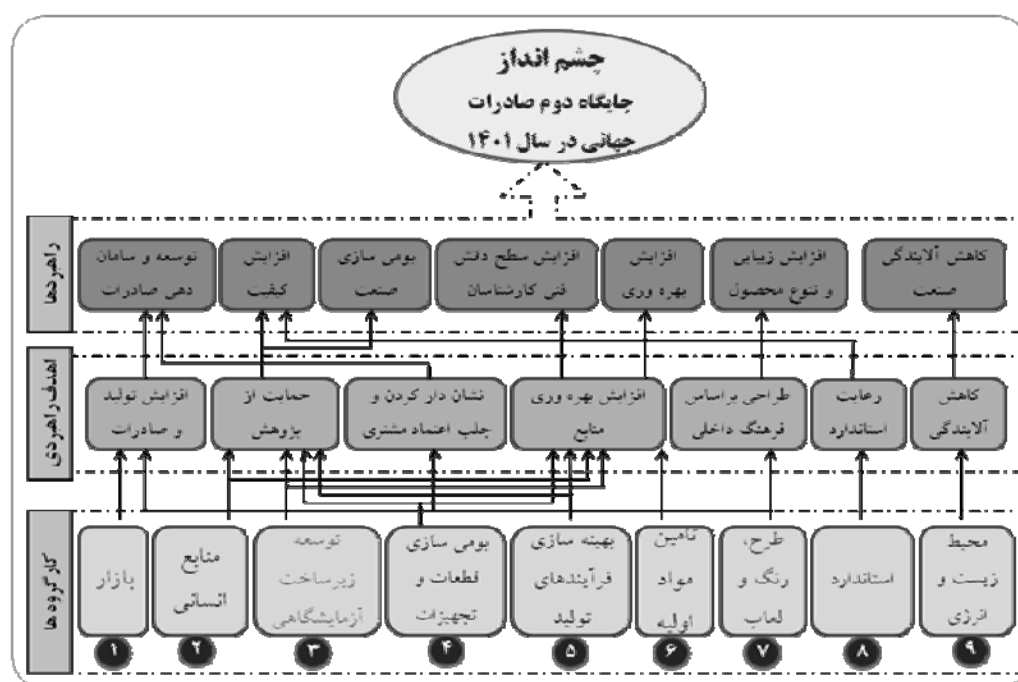 چشم انداز
جایگاه دوم صادرات
جهانی در سال ۱۴۰۱
راهبردها
کاهش آلایندگی
صنعت
افزایش زیبایی
و تنوع محصول
افزایش
بهره وری
افزایش سطح دانش
فنی کارشناسان
بومی سازی
صنعت
افزایش
کیفیت
توسعه و سامان
دهی صادرات
اهداف راهبردی
کاهش
آلایندگی
رعایت
استاندارد
طراحی براساس
فرهنگ داخلی
افزایش بهره وری
منابع
نشان دار کردن و
جلب اعتماد مشتری
حمایت از
پژوهش
افزایش تولید
و صادرات
کارگروه ها
محیط
زیست و
انرژی
۹
استاندارد
۸
طرح،
رنگ و
لعاب
۷
تامین
مواد
اولیه
۶
بهینه سازی
فرآیندهای
تولید
۵
بومی سازی
قطعات و
تجهیزات
۴
توسعه
زیرساخت
آزمایشگاهی
۳
منابع
انسانی
۲
بازار
۱